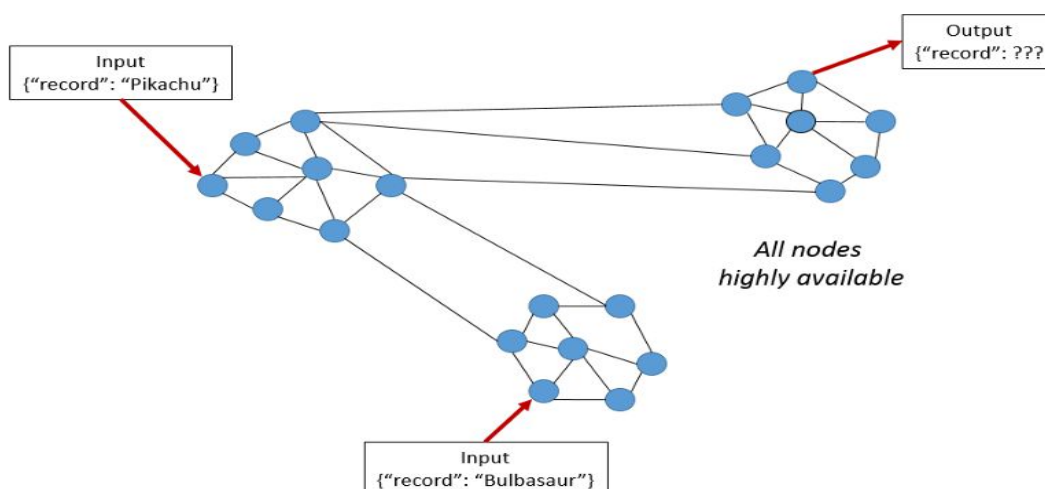 Input
{“record”: “Pikachu”}
Output
{“record”: ???
All nodes
highly available
Input
{“record”: “Bulbasaur”}